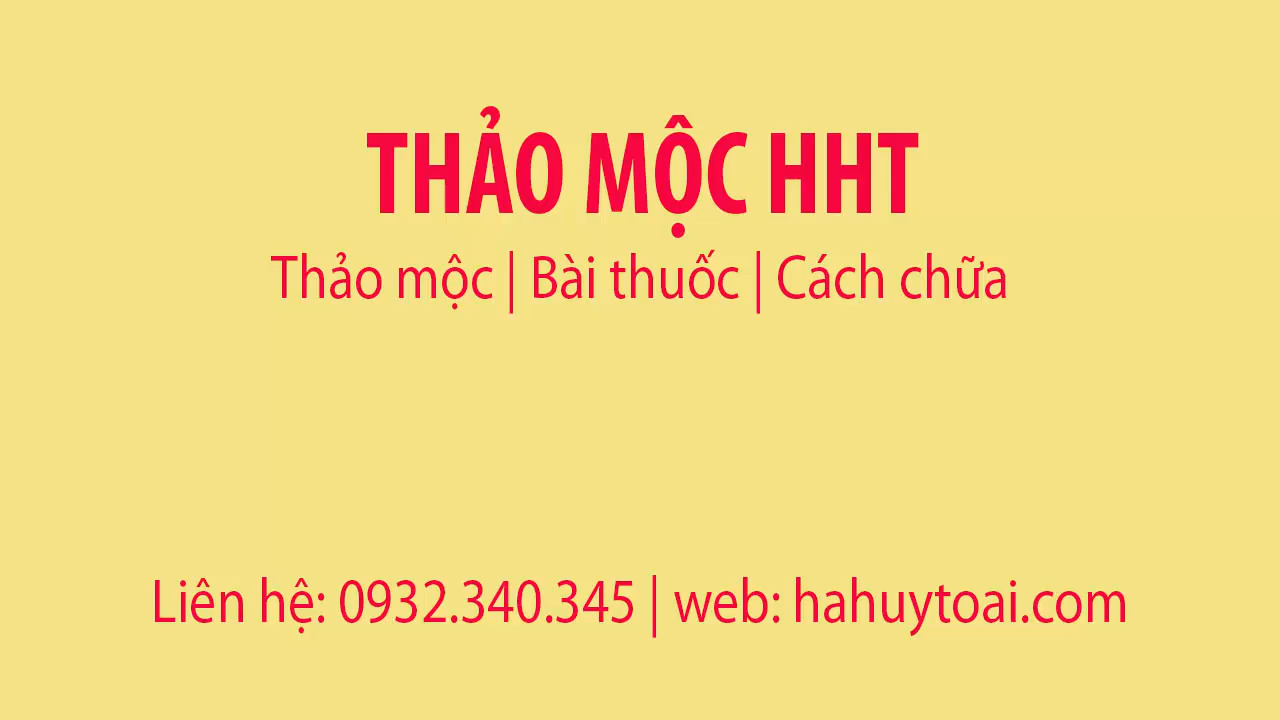 THẢO MỘC HHT
Thảo mộc | Bài thuốc | Cách chữa
Liên hệ: 0932.340.345 | web: hahuytoai.com